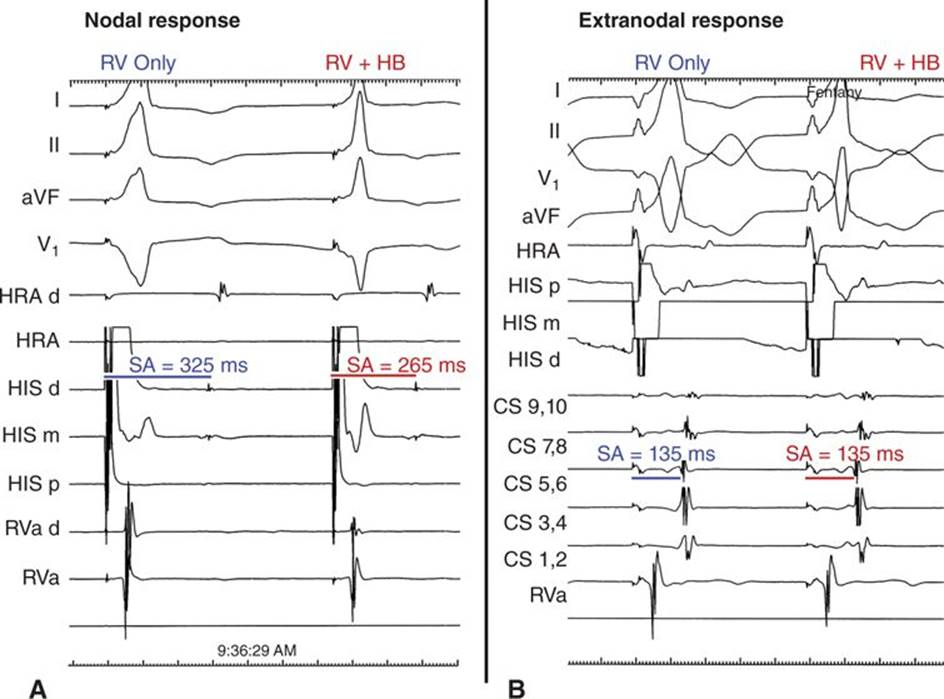 Nodal response
RV Only RV + HB
I
II
aVF
V1
HRA d
HRA
SA = 325 ms SA = 265 ms
HIS d
HIS m
HIS p
RVa d
RVa
9:36:29 AM
A
Extranodal response
RV Only RV + HB
Fentany
I
II
V1
aVF
HRA
HIS p
HIS m
HIS d
CS 9,10
CS 7,8
SA = 135 ms SA = 135 ms
CS 5,6
CS 3,4
CS 1,2
RVa
B